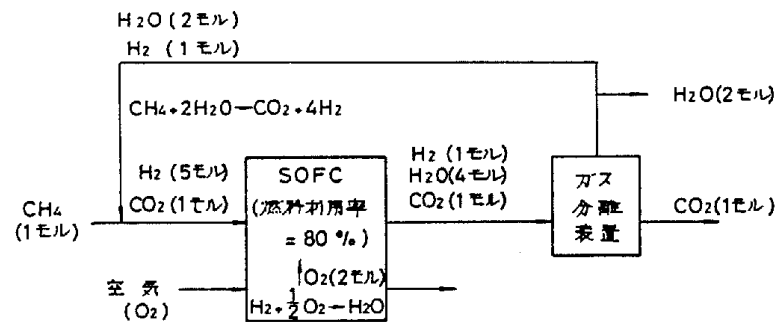 H2O(2モル)
H2 (1モル)
H2O(2モル)
CH4+2H2O—CO2+4H2
H2 (5モル)
CO2(1モル)
CH4
(1モル)
SOFC
(燃料利用率
=80%)
O2(2モル)
H2+1/2O2—H2O
H2(1モル)
H2O(4モル)
CO2(1モル)
ガス
分離
装置
CO2(1モル)
空気
(O2)